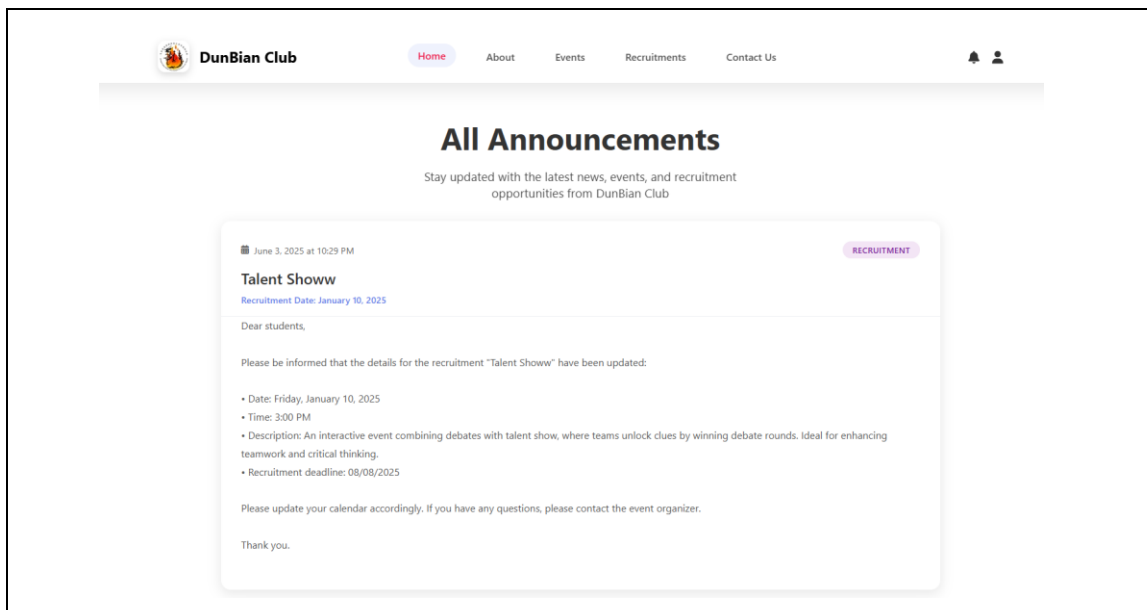 DunBian Club
Home
About
Events
Recruitments
Contact Us
All Announcements
Stay updated with the latest news, events, and recruitment
opportunities from DunBian Club
June 3, 2025 at 10:29 PM
RECRUITMENT
Talent Showw
Recruitment Date: January 10, 2025
Dear students,
Please be informed that the details for the recruitment "Talent Showw" have been updated:
• Date: Friday, January 10, 2025
• Time: 3:00 PM
• Description: An interactive event combining debates with talent show, where teams unlock clues by winning debate rounds. Ideal for enhancing
teamwork and critical thinking.
• Recruitment deadline: 08/08/2025
Please update your calendar accordingly. If you have any questions, please contact the event organizer.
Thank you.